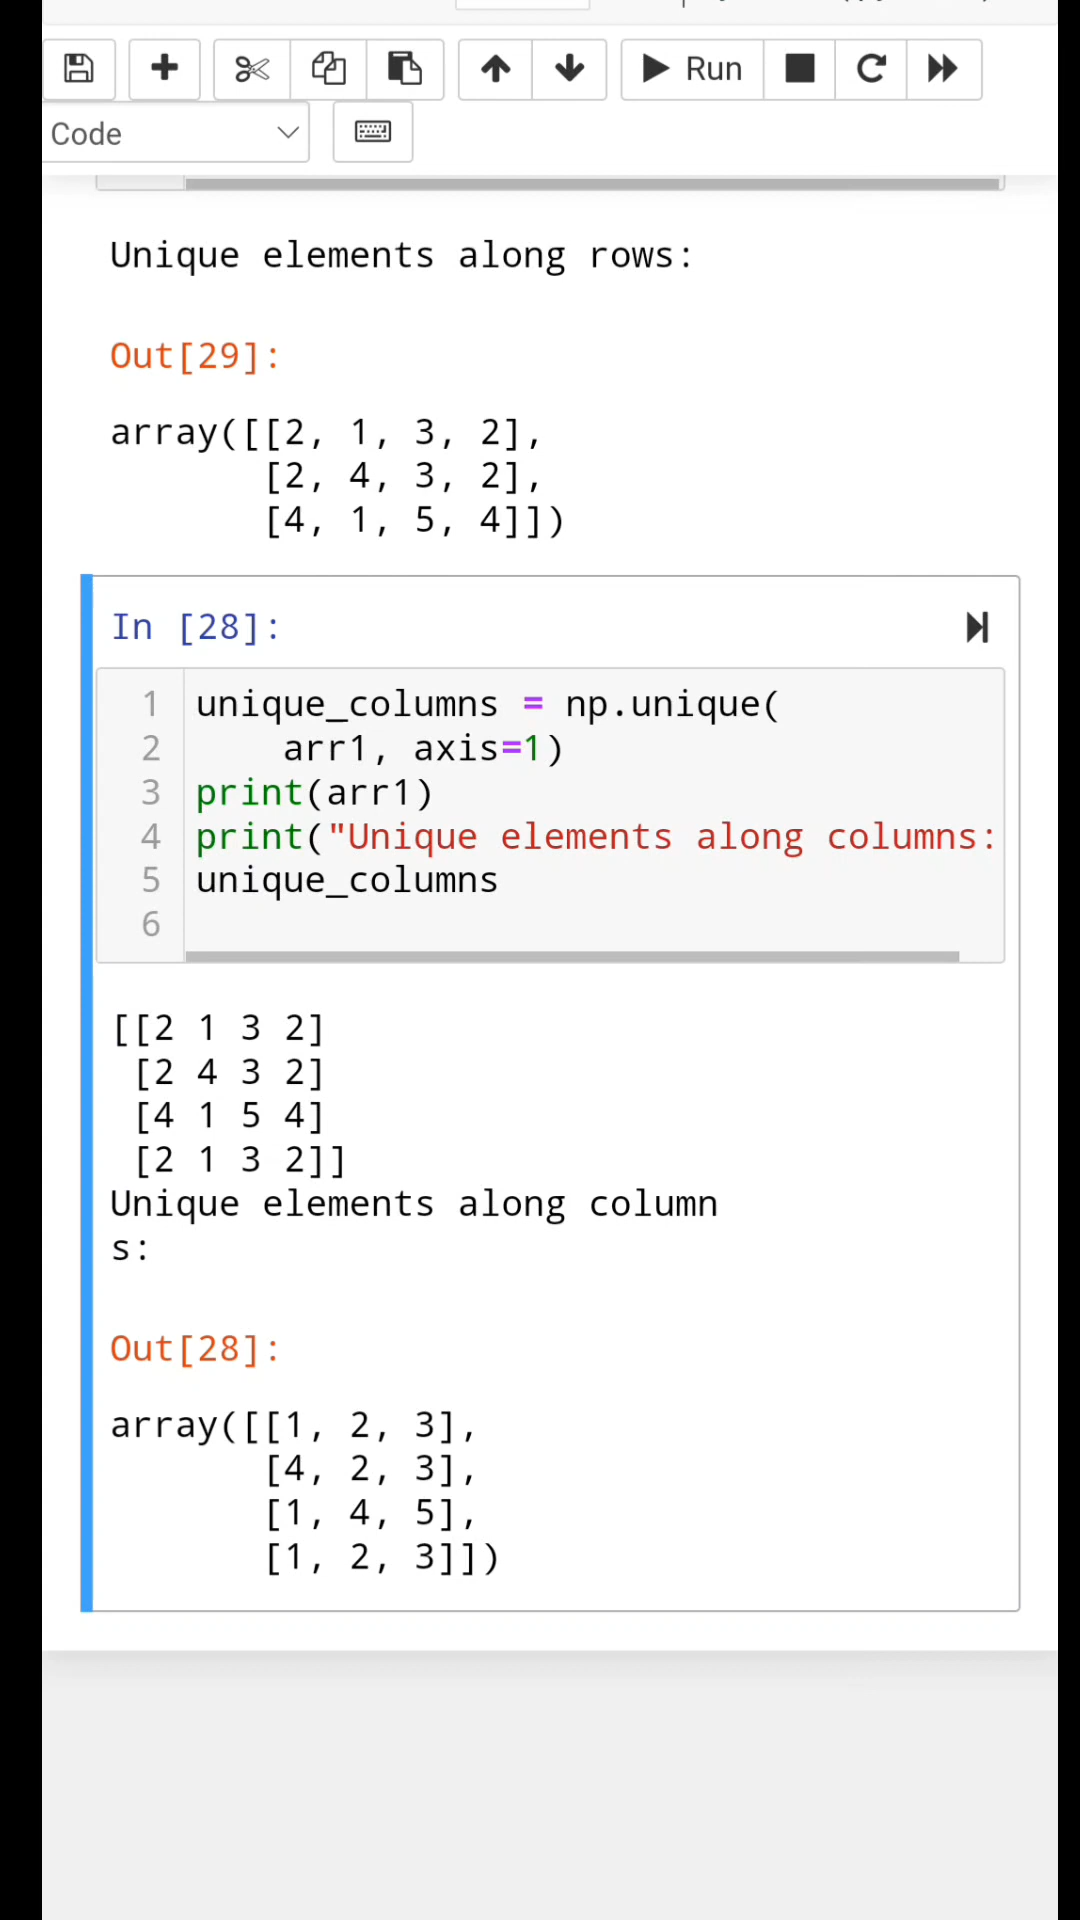 Run
Code
Unique elements along rows:
Out[29]:
array([[2, 1, 3, 2],
[2, 4, 3, 2],
[4, 1, 5, 4]])
In [28]:
1 unique_columns = np.unique(
2 arr1, axis=1)
3 print(arr1)
4 print("Unique elements along columns:
5 unique_columns
6
[[2 1 3 2]
[2 4 3 2]
[4 1 5 4]
[2 1 3 2]]
Unique elements along column
s:
Out[28]:
array([[1, 2, 3],
[4, 2, 3],
[1, 4, 5],
[1, 2, 3]])